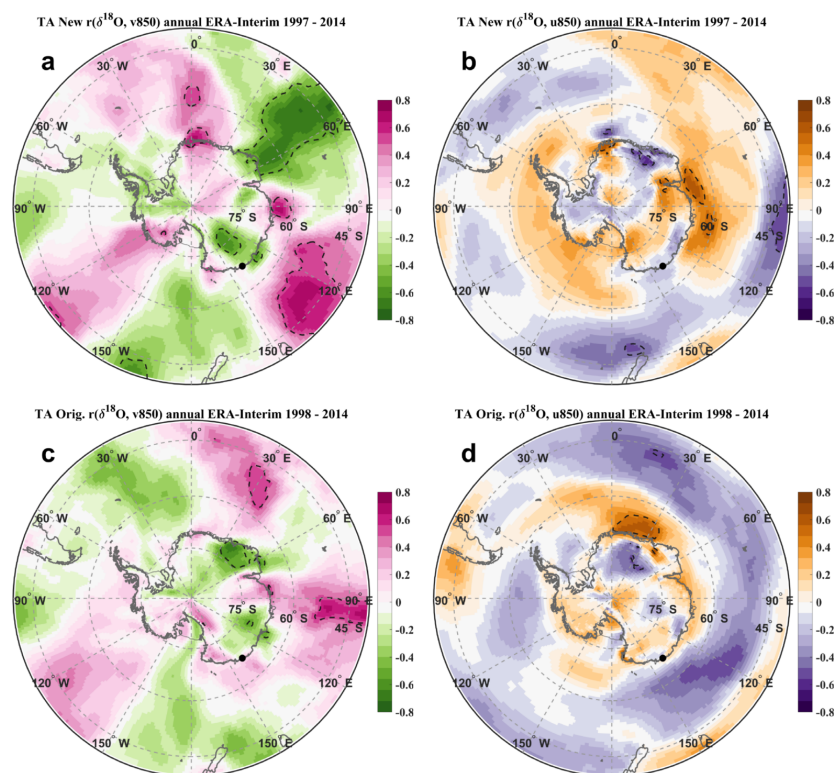 TA New r(δ¹⁸O, v850) annual ERA-Interim 1997 - 2014
a
0°
30° E
60° E
90° E
120° E
150° E
150° W
120° W
90° W
60° W
30° W
75° S
60° S
45° S
0.8
0.6
0.4
0.2
0
-0.2
-0.4
-0.6
-0.8
TA New r(δ¹⁸O, u850) annual ERA-Interim 1997 - 2014
b
0°
30° E
60° E
90° E
120° E
150° E
150° W
120° W
90° W
60° W
30° W
75° S
60° S
45° S
0.8
0.6
0.4
0.2
0
-0.2
-0.4
-0.6
-0.8
TA Orig. r(δ¹⁸O, v850) annual ERA-Interim 1998 - 2014
c
0°
30° E
60° E
90° E
120° E
150° E
150° W
120° W
90° W
60° W
30° W
75° S
60° S
45° S
0.8
0.6
0.4
0.2
0
-0.2
-0.4
-0.6
-0.8
TA Orig. r(δ¹⁸O, u850) annual ERA-Interim 1998 - 2014
d
0°
30° E
60° E
90° E
120° E
150° E
150° W
120° W
90° W
60° W
30° W
75° S
60° S
45° S
0.8
0.6
0.4
0.2
0
-0.2
-0.4
-0.6
-0.8